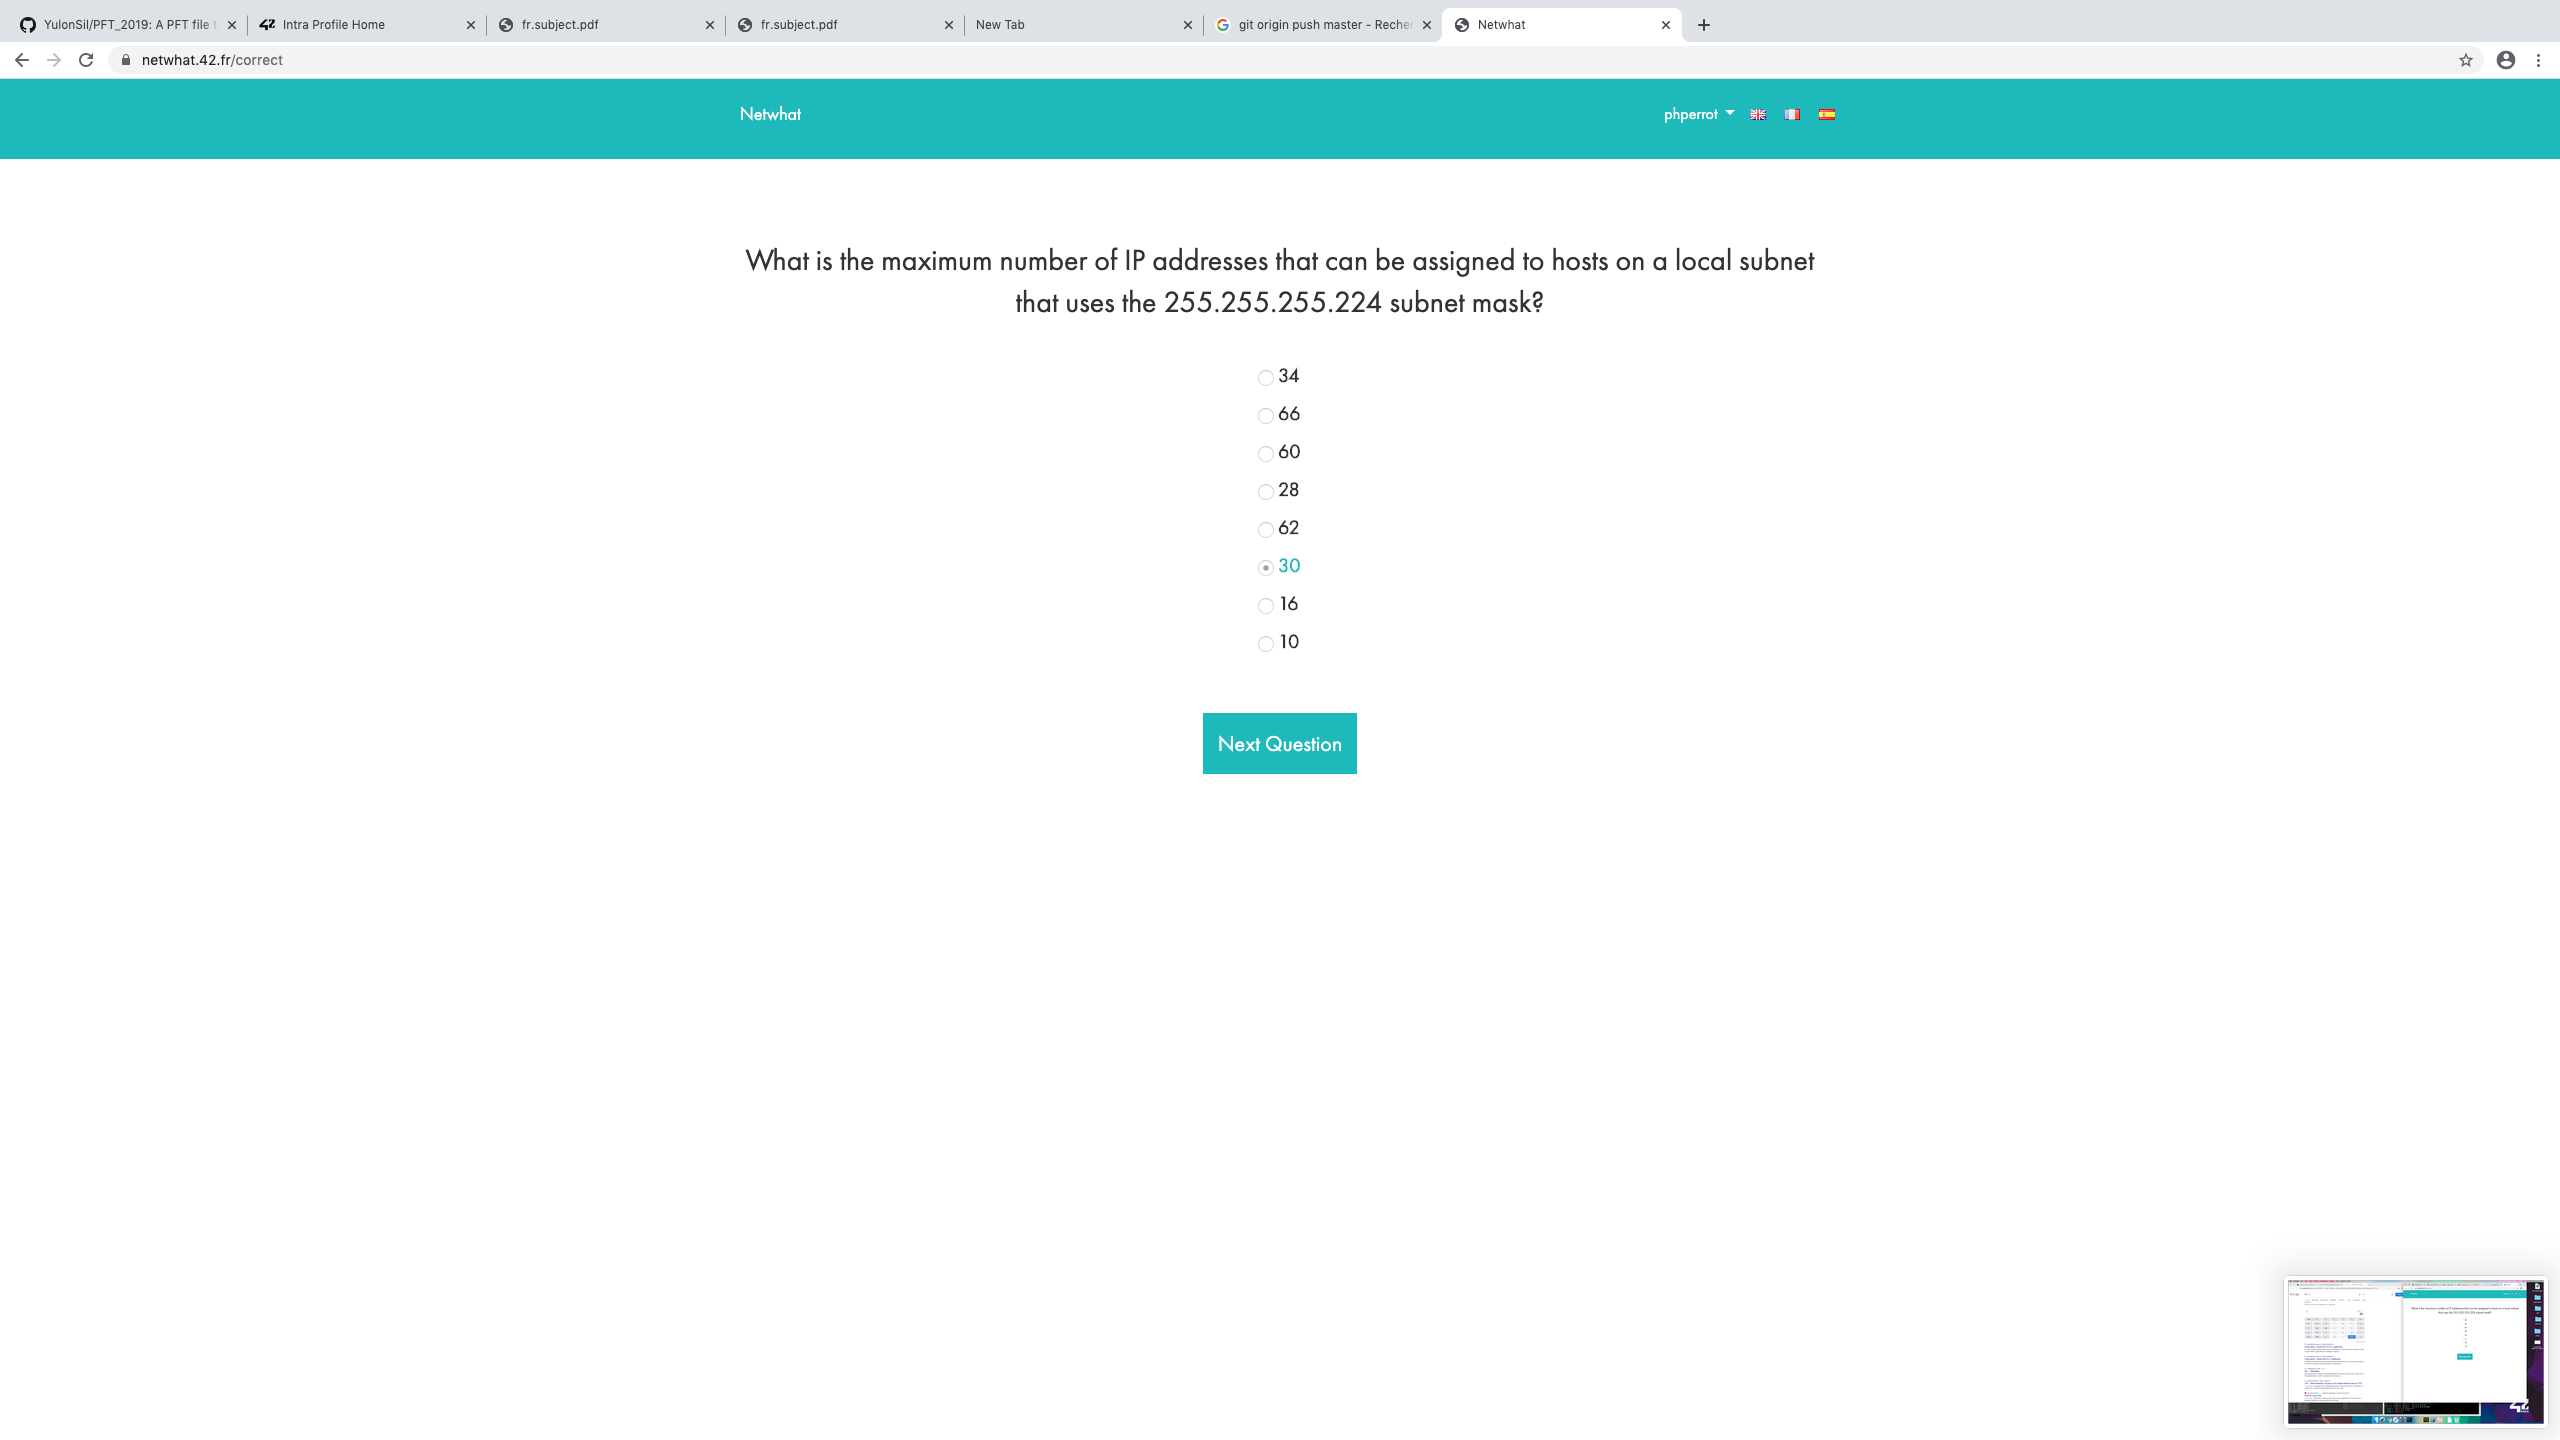 YulonSil/PFT_2019: A PFT file t
Intra Profile Home
fr.subject.pdf
fr.subject.pdf
New Tab
git origin push master - Recher
Netwhat
netwhat.42.fr/correct
Netwhat
phperrot
What is the maximum number of IP addresses that can be assigned to hosts on a local subnet
that uses the 255.255.255.224 subnet mask?
34
66
60
28
62
30
16
10
Next Question